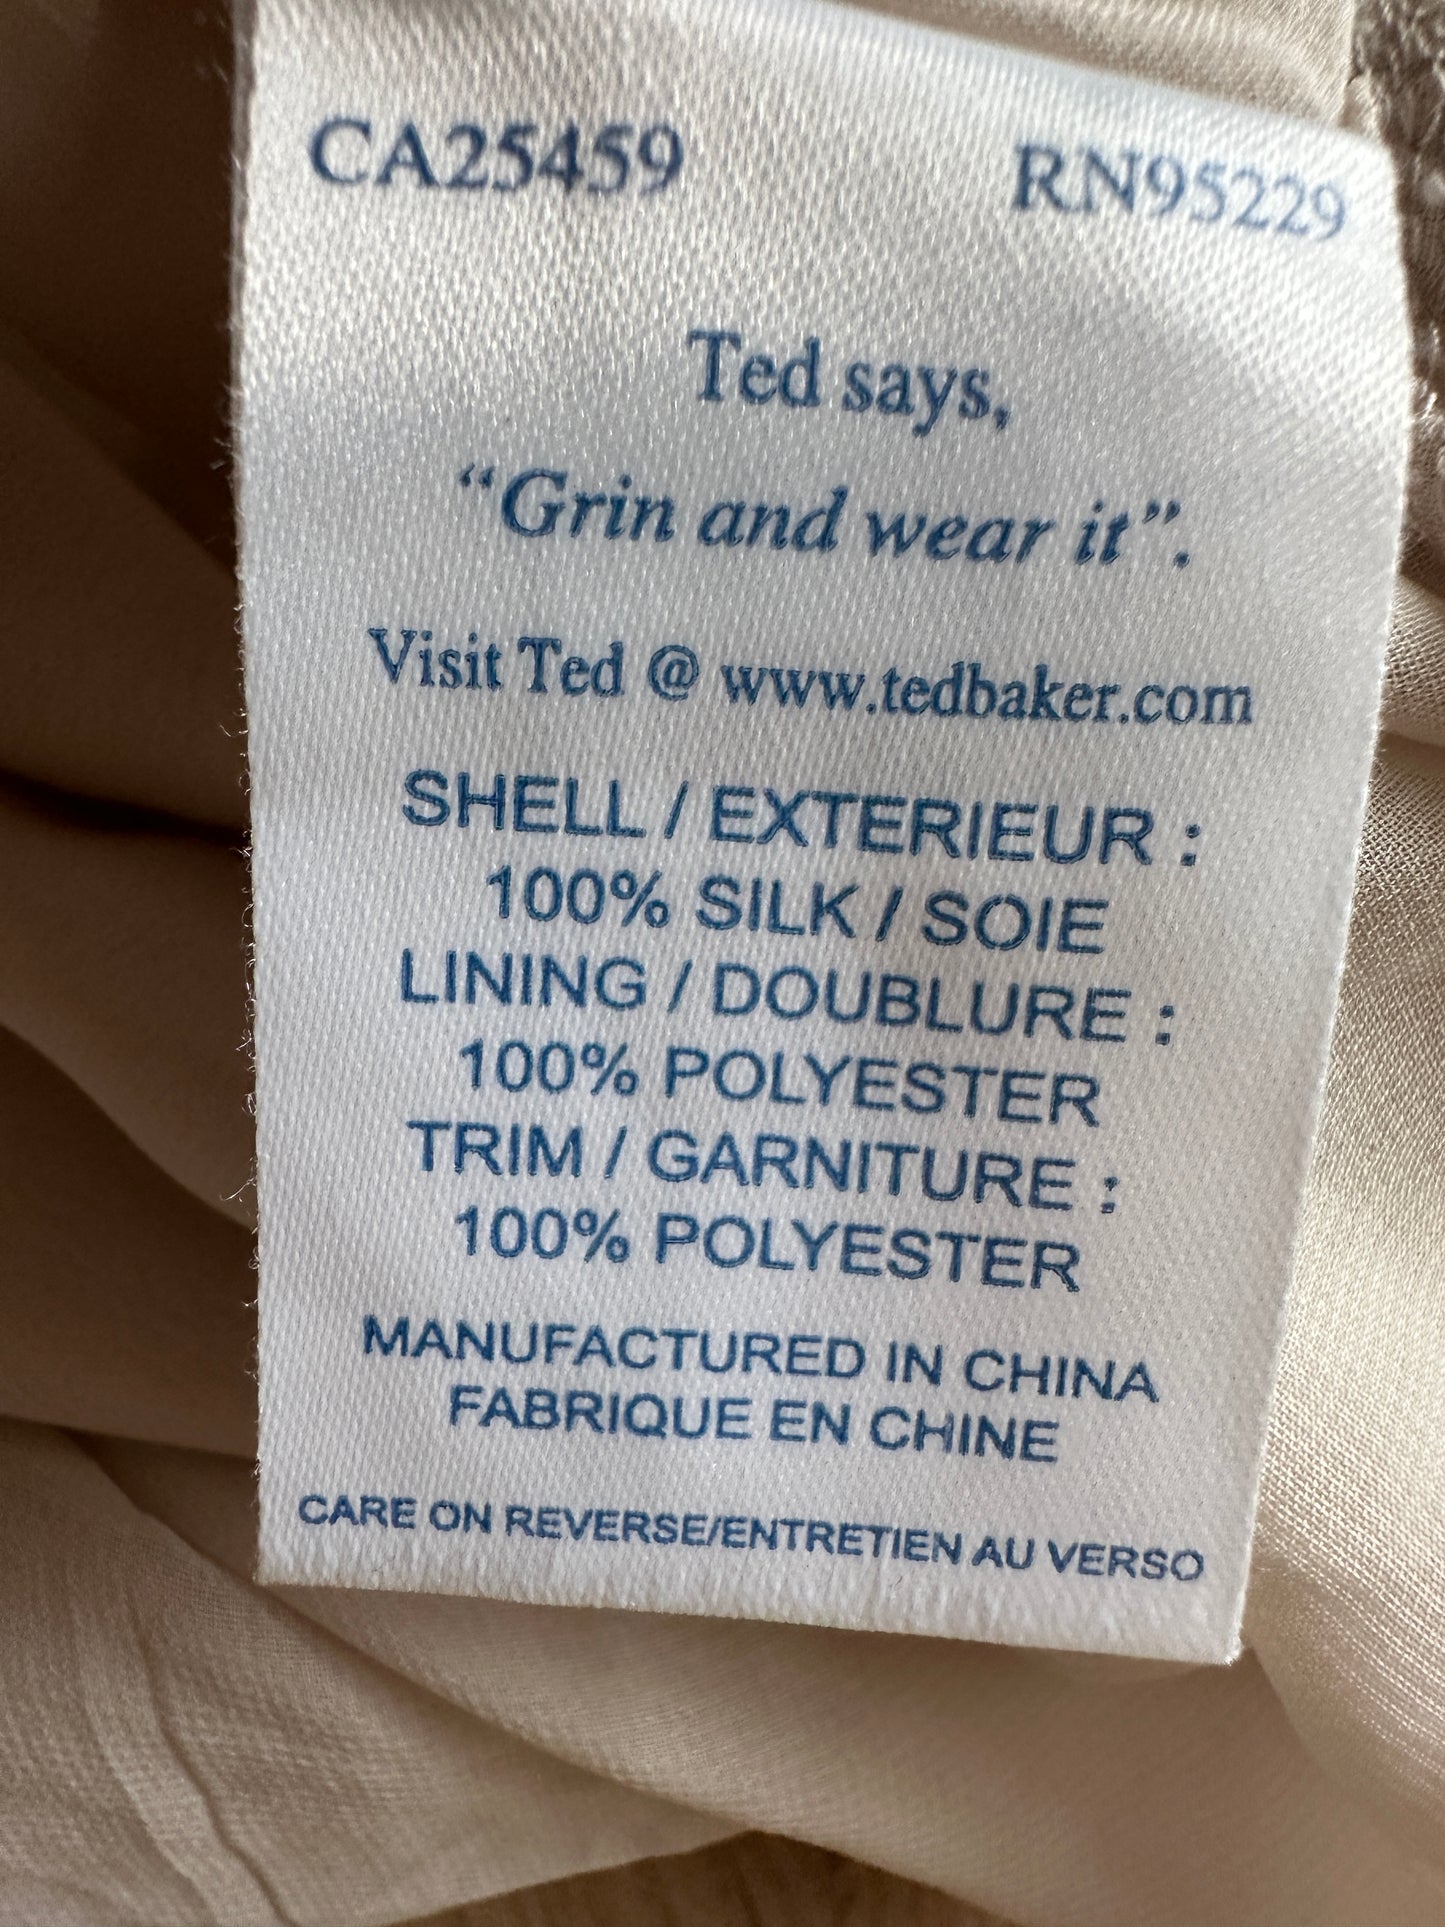 CA25459 RN95229
Ted says,
“Grin and wear it”.
Visit Ted @ www.tedbaker.com
SHELL / EXTERIEUR :
100% SILK / SOIE
LINING / DOUBLURE :
100% POLYESTER
TRIM / GARNITURE :
100% POLYESTER
MANUFACTURED IN CHINA
FABRIQUE EN CHINE
CARE ON REVERSE/ENTRETIEN AU VERSO